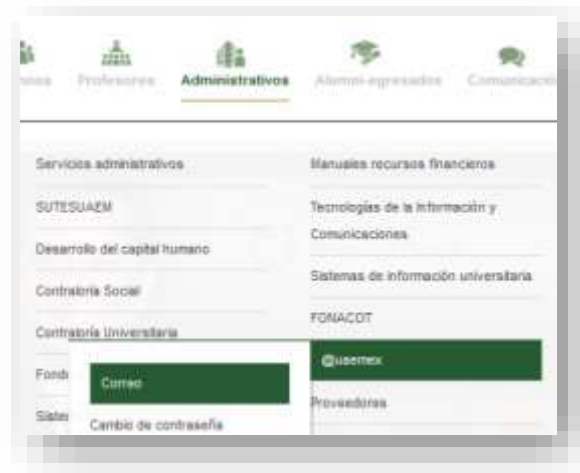 Profesores
Administrativos
Alumni-egresados
Servicios administrativos
SUTESUAEM
Desarrollo del capital humano
Contraloría Social
Contraloría Universitaria
Correo
Cambio de contraseña
Manuales recursos financieros
Tecnologías de la Información y
Comunicaciones
Sistemas de información universitaria
FONACOT
@uaemex
Proveedores